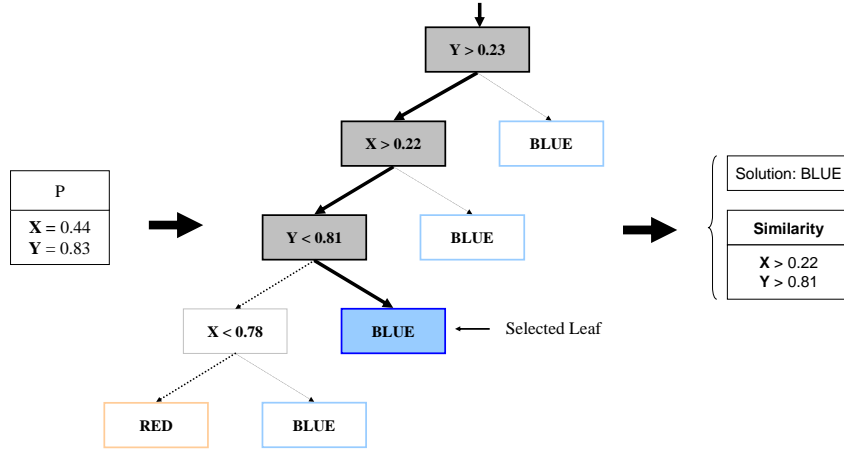 Y > 0.23
X > 0.22
BLUE
P
X = 0.44
Y = 0.83
Y < 0.81
BLUE
Solution: BLUE
Similarity
X > 0.22
Y > 0.81
X < 0.78
BLUE
Selected Leaf
RED
BLUE